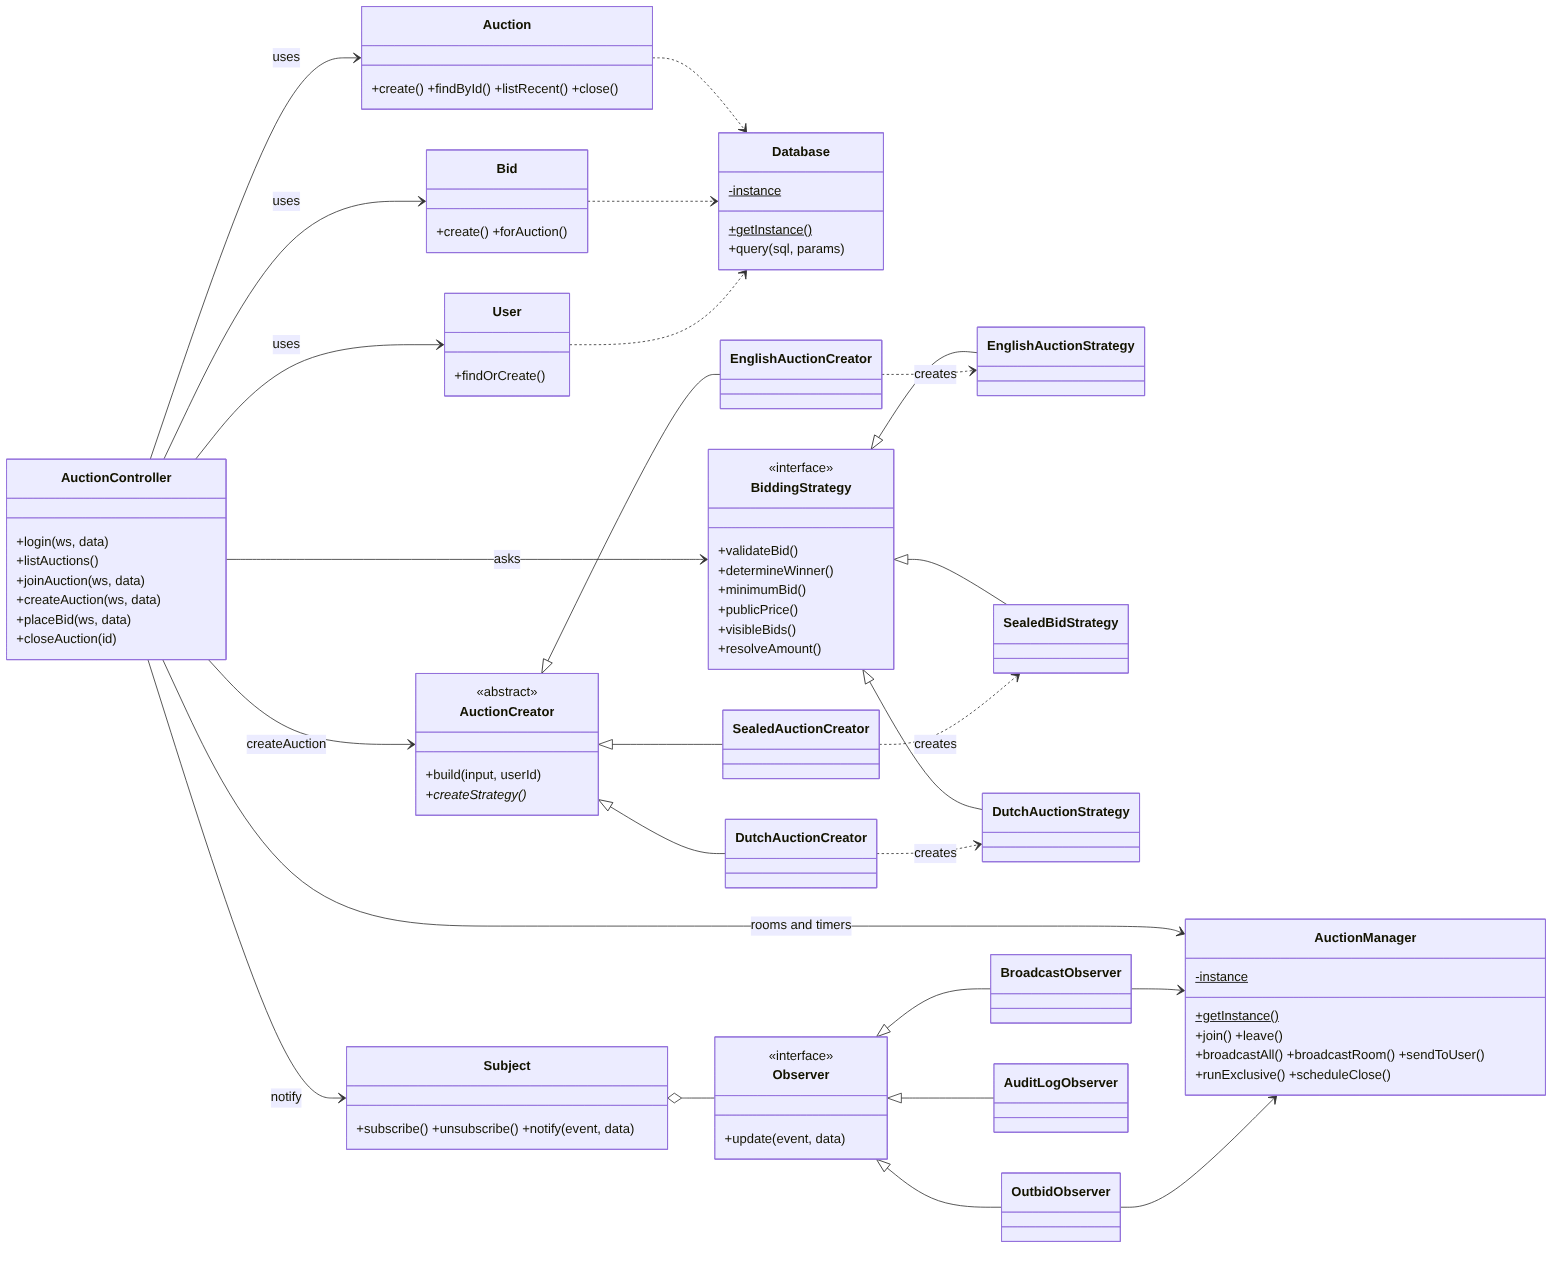 Auction
+create() +findById() +listRecent() +close()
uses
Bid
+create() +forAuction()
uses
User
+findOrCreate()
uses
Database
-instance
+getInstance()
+query(sql, params)
EnglishAuctionCreator
creates
EnglishAuctionStrategy
AuctionController
+login(ws, data)
+listAuctions()
+joinAuction(ws, data)
+createAuction(ws, data)
+placeBid(ws, data)
+closeAuction(id)
asks
«interface»
BiddingStrategy
+validateBid()
+determineWinner()
+minimumBid()
+publicPrice()
+visibleBids()
+resolveAmount()
SealedBidStrategy
createAuction
«abstract»
AuctionCreator
+build(input, userId)
+createStrategy()
SealedAuctionCreator
creates
DutchAuctionCreator
creates
DutchAuctionStrategy
rooms and timers
AuctionManager
-instance
+getInstance()
+join() +leave()
+broadcastAll() +broadcastRoom() +sendToUser()
+runExclusive() +scheduleClose()
notify
Subject
+subscribe() +unsubscribe() +notify(event, data)
«interface»
Observer
+update(event, data)
BroadcastObserver
AuditLogObserver
OutbidObserver